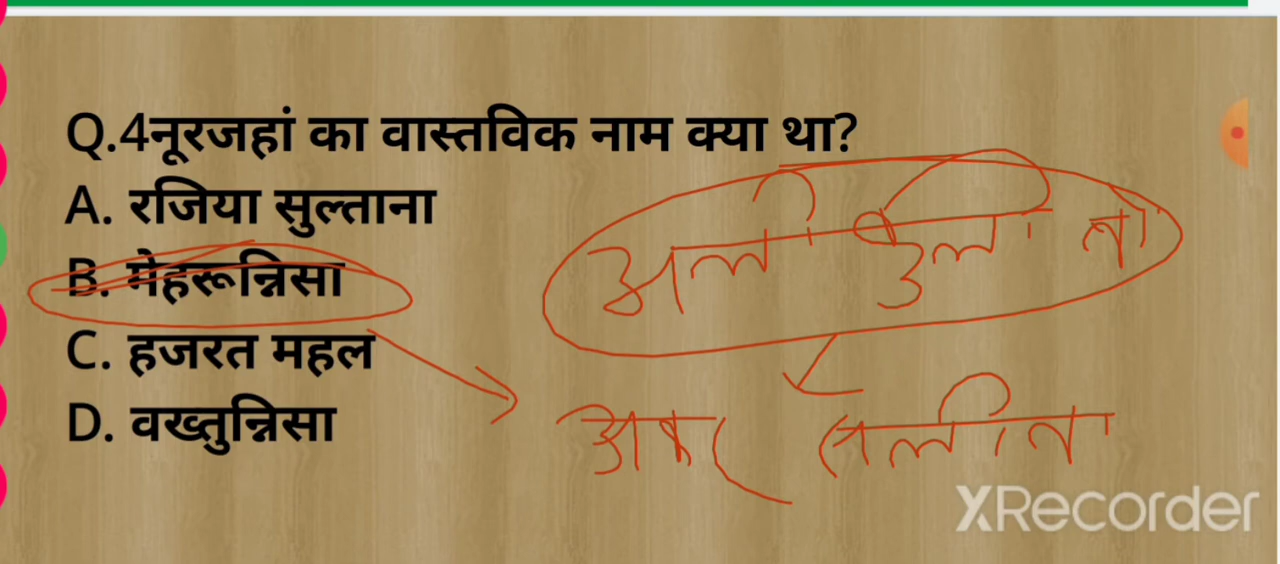 Q.4नूरजहां का वास्तविक नाम क्या था?
A. रजिया सुल्ताना
B. मेहरून्निसा
C. हजरत महल
D. वख्तुन्निसा
XRecorder